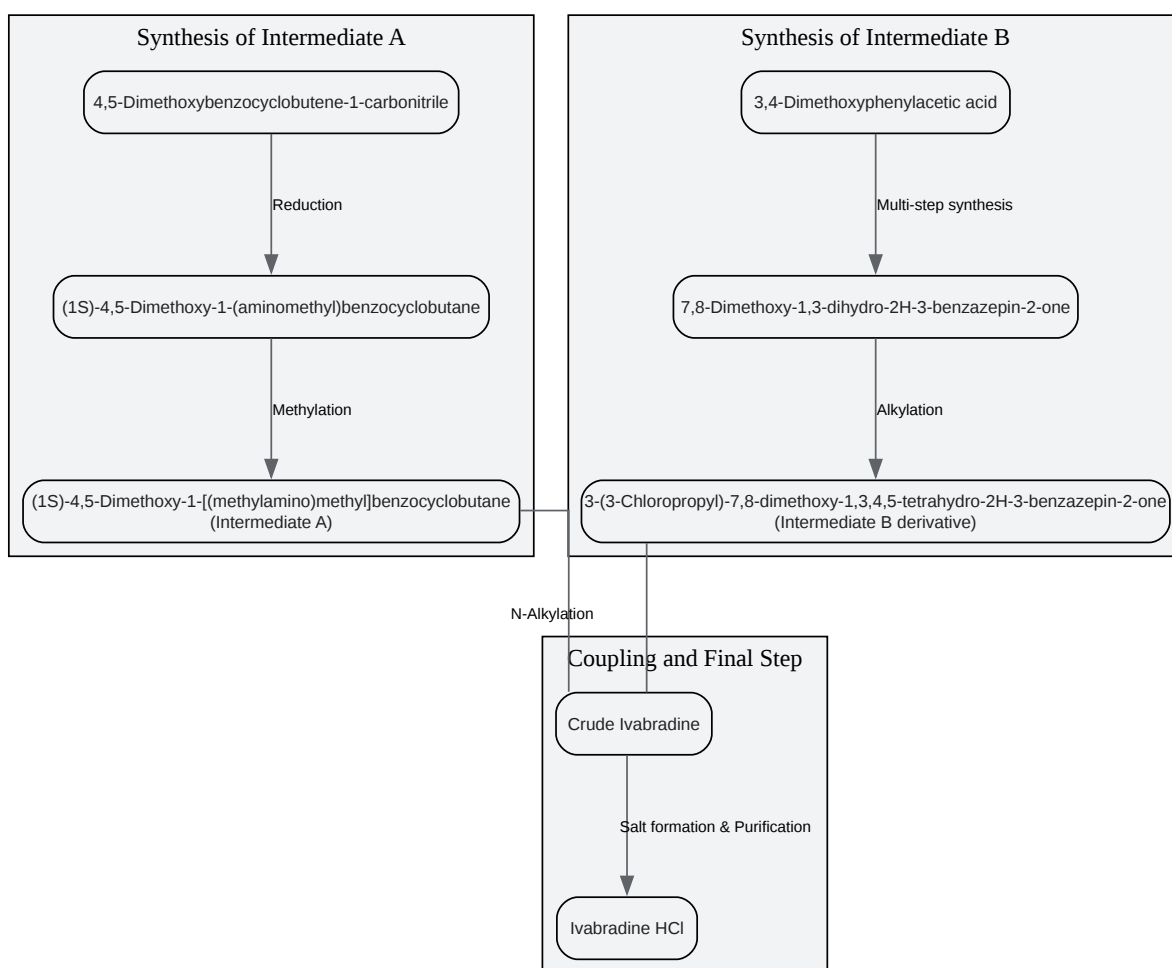 Synthesis of Intermediate A
4,5-Dimethoxybenzocyclobutene-1-carbonitrile
Reduction
(1S)-4,5-Dimethoxy-1-(aminomethyl)benzocyclobutane
Methylation
(1S)-4,5-Dimethoxy-1-[(methylamino)methyl]benzocyclobutane
(Intermediate A)
Synthesis of Intermediate B
3,4-Dimethoxyphenylacetic acid
Multi-step synthesis
7,8-Dimethoxy-1,3-dihydro-2H-3-benzazepin-2-one
Alkylation
3-(3-Chloropropyl)-7,8-dimethoxy-1,3,4,5-tetrahydro-2H-3-benzazepin-2-one
(Intermediate B derivative)
N-Alkylation
Coupling and Final Step
Crude Ivabradine
Salt formation & Purification
Ivabradine HCl